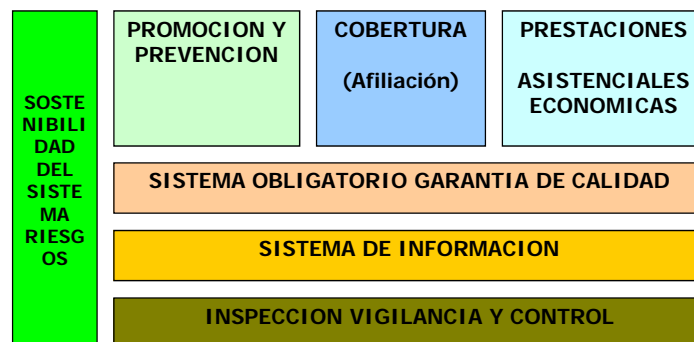 SOSTE
NIBILI
DAD
DEL
SISTE
MA
RIESG
OS
PROMOCION Y
PREVENCION
COBERTURA
(Afiliación)
PRESTACIONES
ASISTENCIALES
ECONOMICAS
SISTEMA OBLIGATORIO GARANTIA DE CALIDAD
SISTEMA DE INFORMACION
INSPECCION VIGILANCIA Y CONTROL